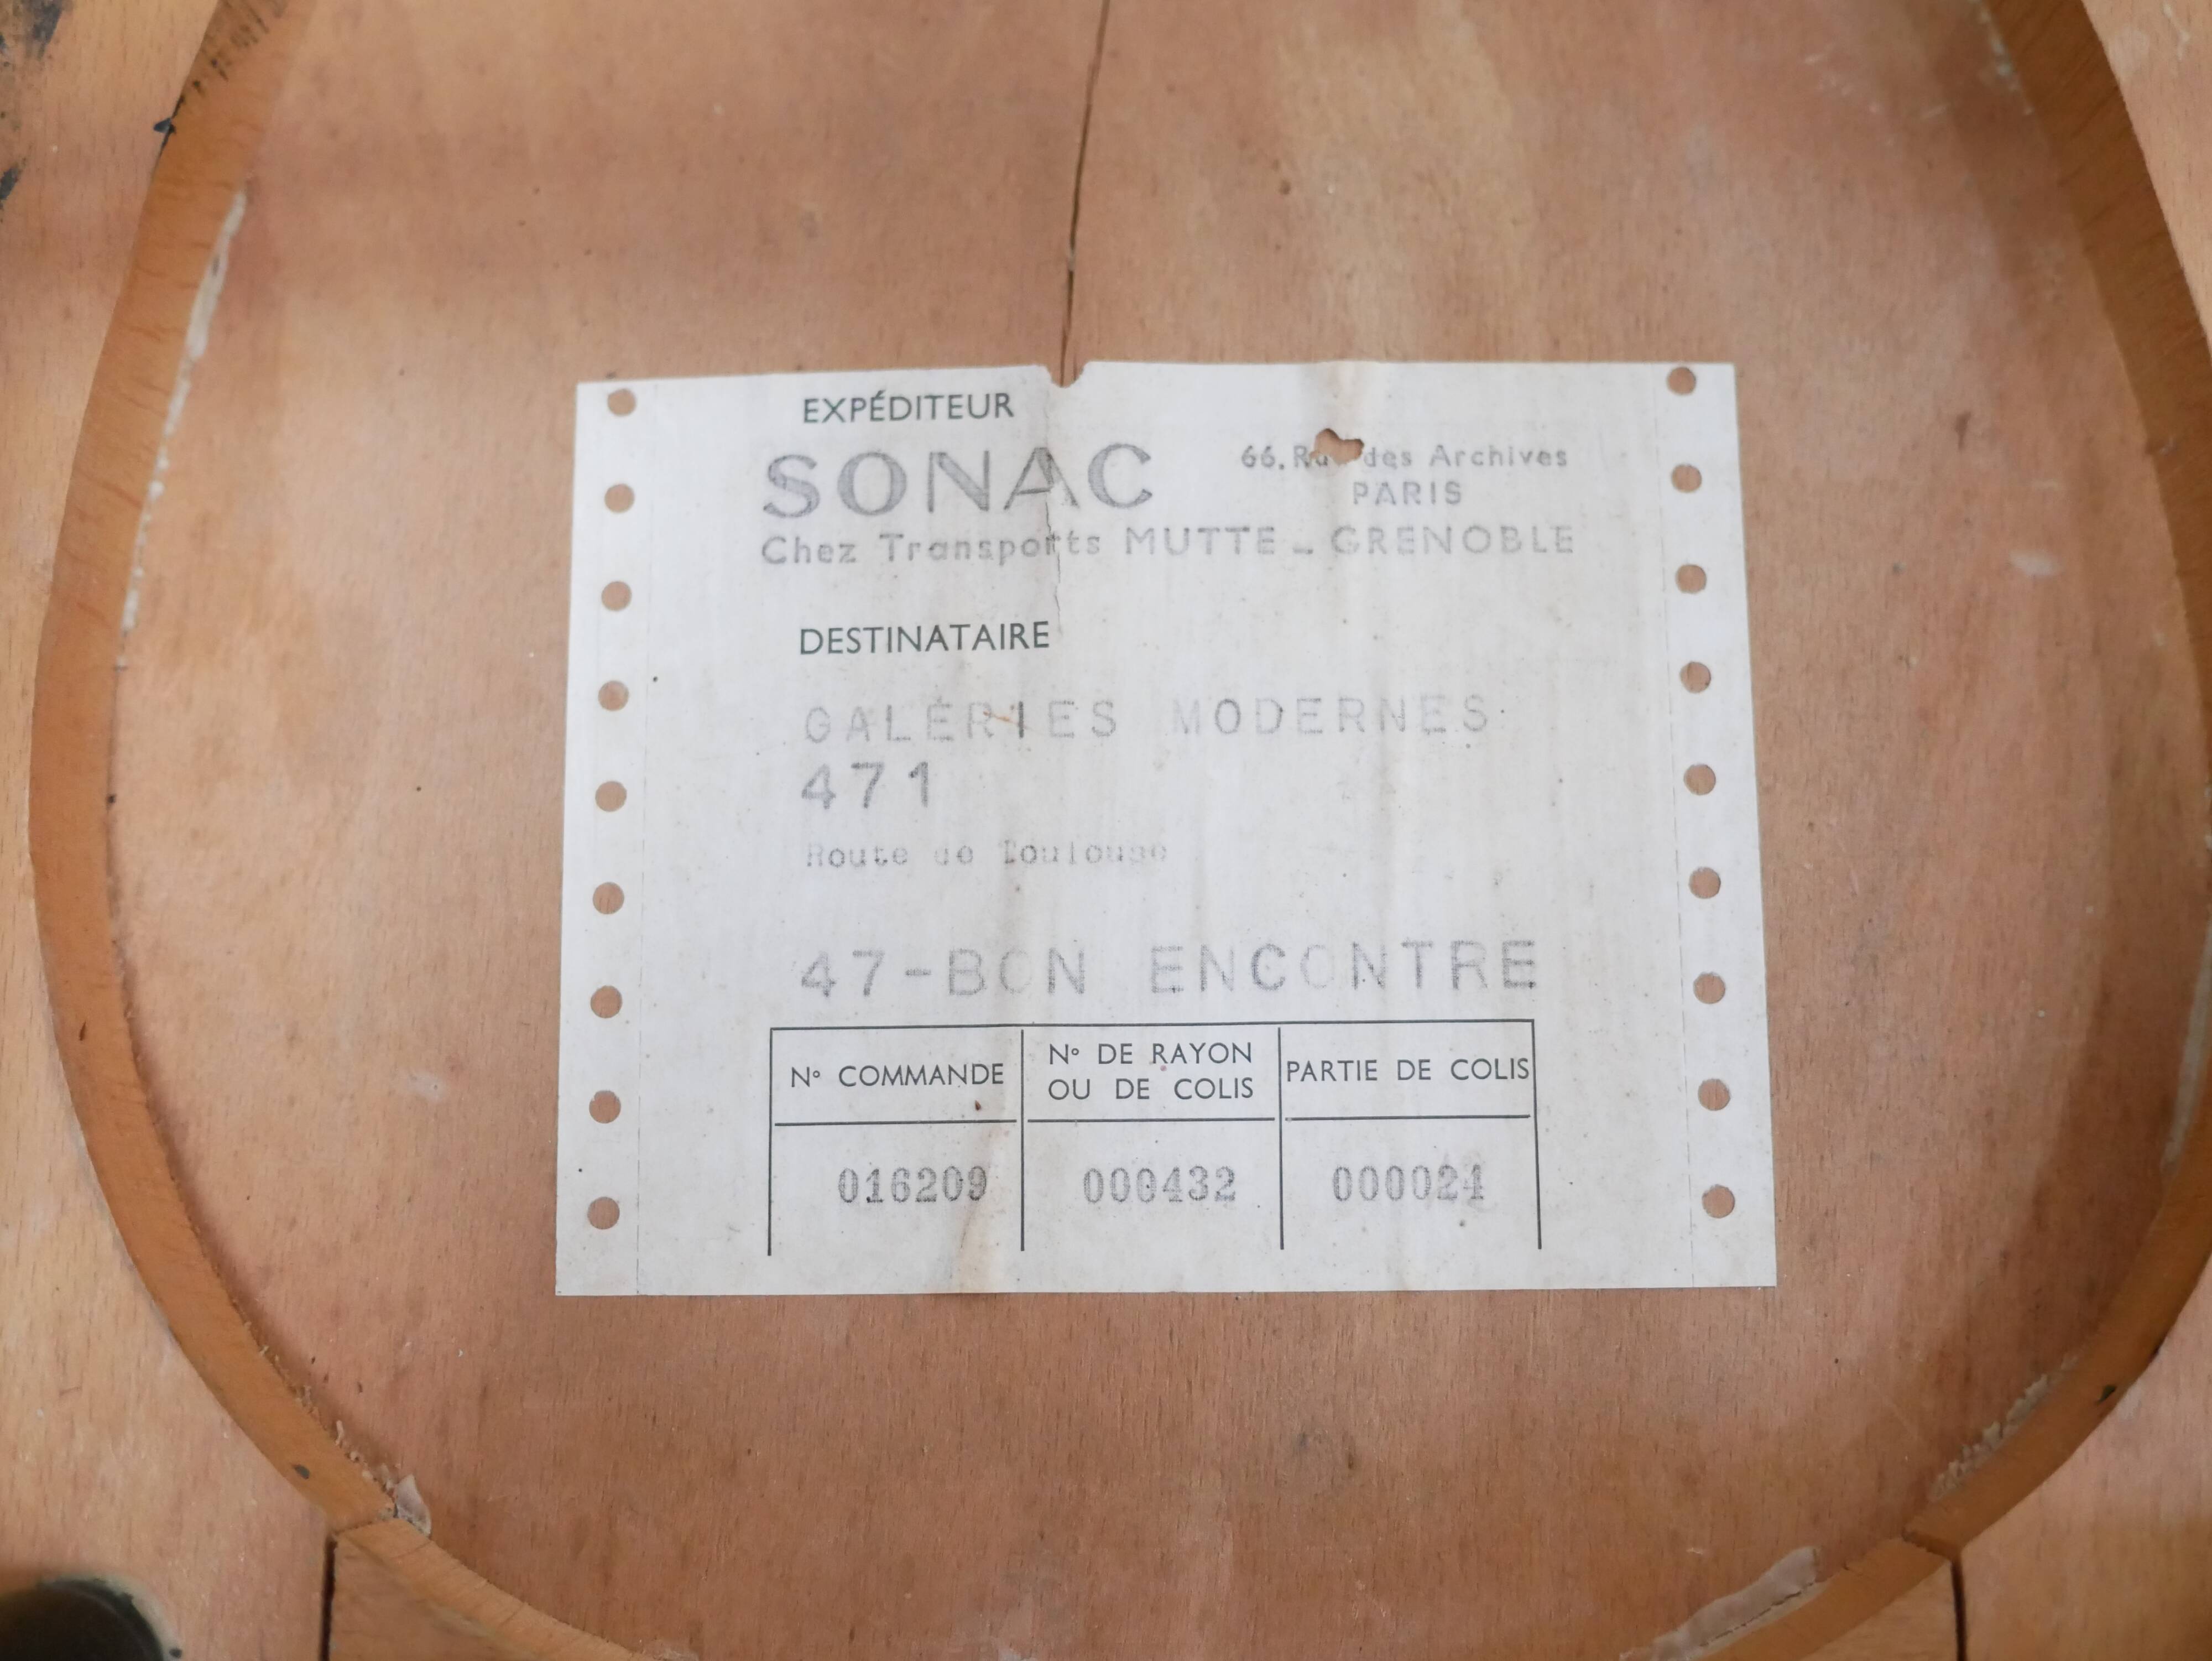 EXPÉDITEUR
SONAC 66. Rue des Archives
PARIS
Chez Transports MUTTE - GRENOBLE
DESTINATAIRE
GALERIES MODERNES
471
Route de Toulouse
47-BON ENCONTRE
N° COMMANDE
N° DE RAYON
OU DE COLIS
PARTIE DE COLIS
016209 000432 000024